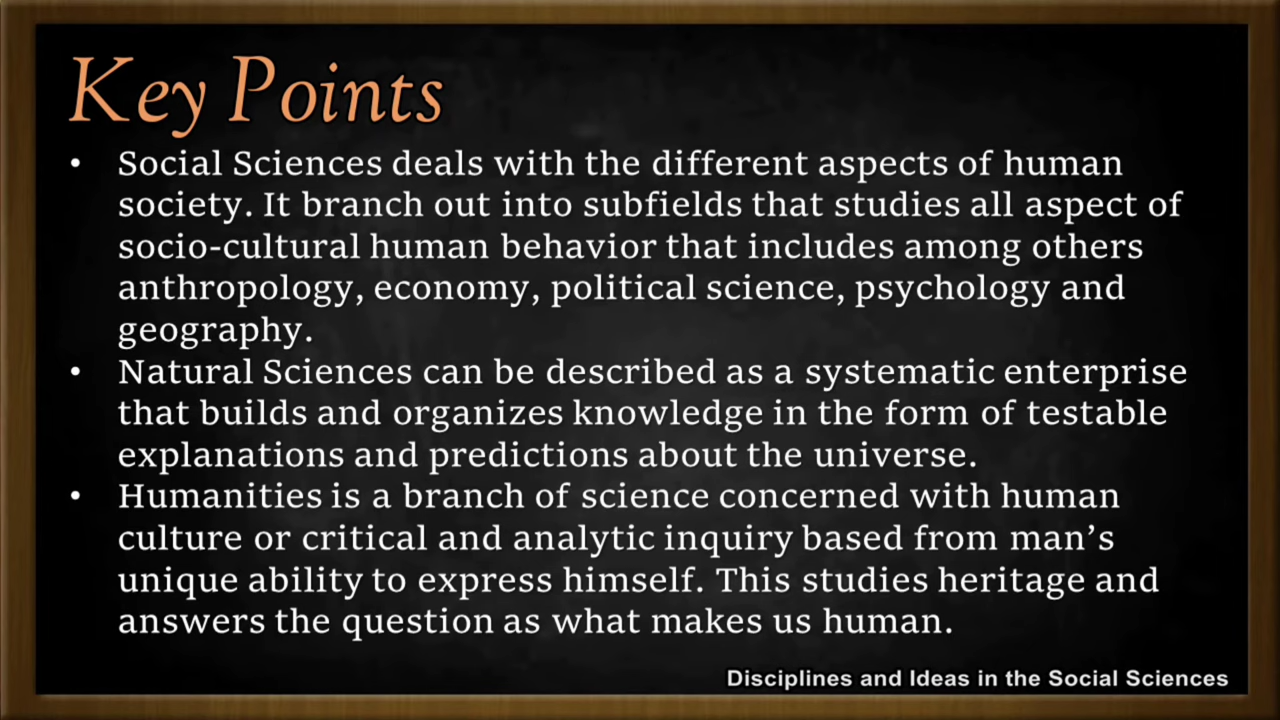 Key Points
• Social Sciences deals with the different aspects of human
society. It branch out into subfields that studies all aspect of
socio-cultural human behavior that includes among others
anthropology, economy, political science, psychology and
geography.
• Natural Sciences can be described as a systematic enterprise
that builds and organizes knowledge in the form of testable
explanations and predictions about the universe.
• Humanities is a branch of science concerned with human
culture or critical and analytic inquiry based from man’s
unique ability to express himself. This studies heritage and
answers the question as what makes us human.
Disciplines and Ideas in the Social Sciences